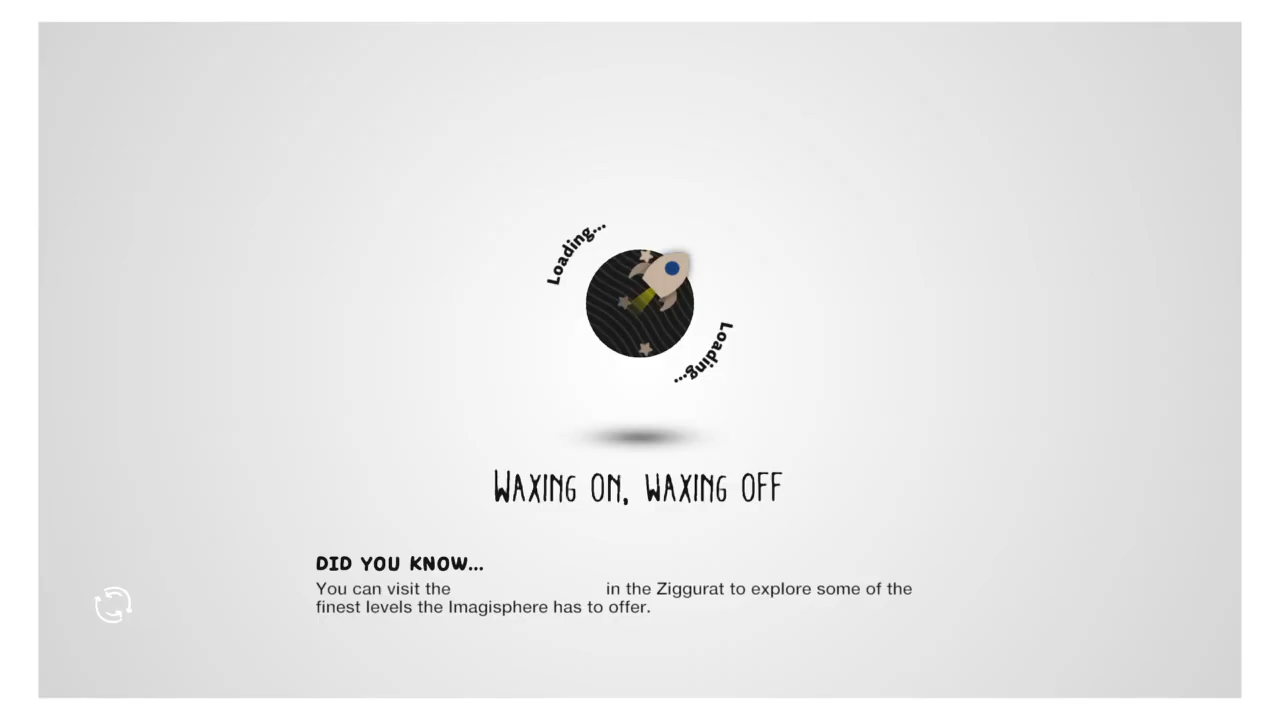 Loading...
Loading...
WAXING ON, WAXING OFF
DID YOU KNOW...
You can visit the in the Ziggurat to explore some of the
finest levels the Imagisphere has to offer.